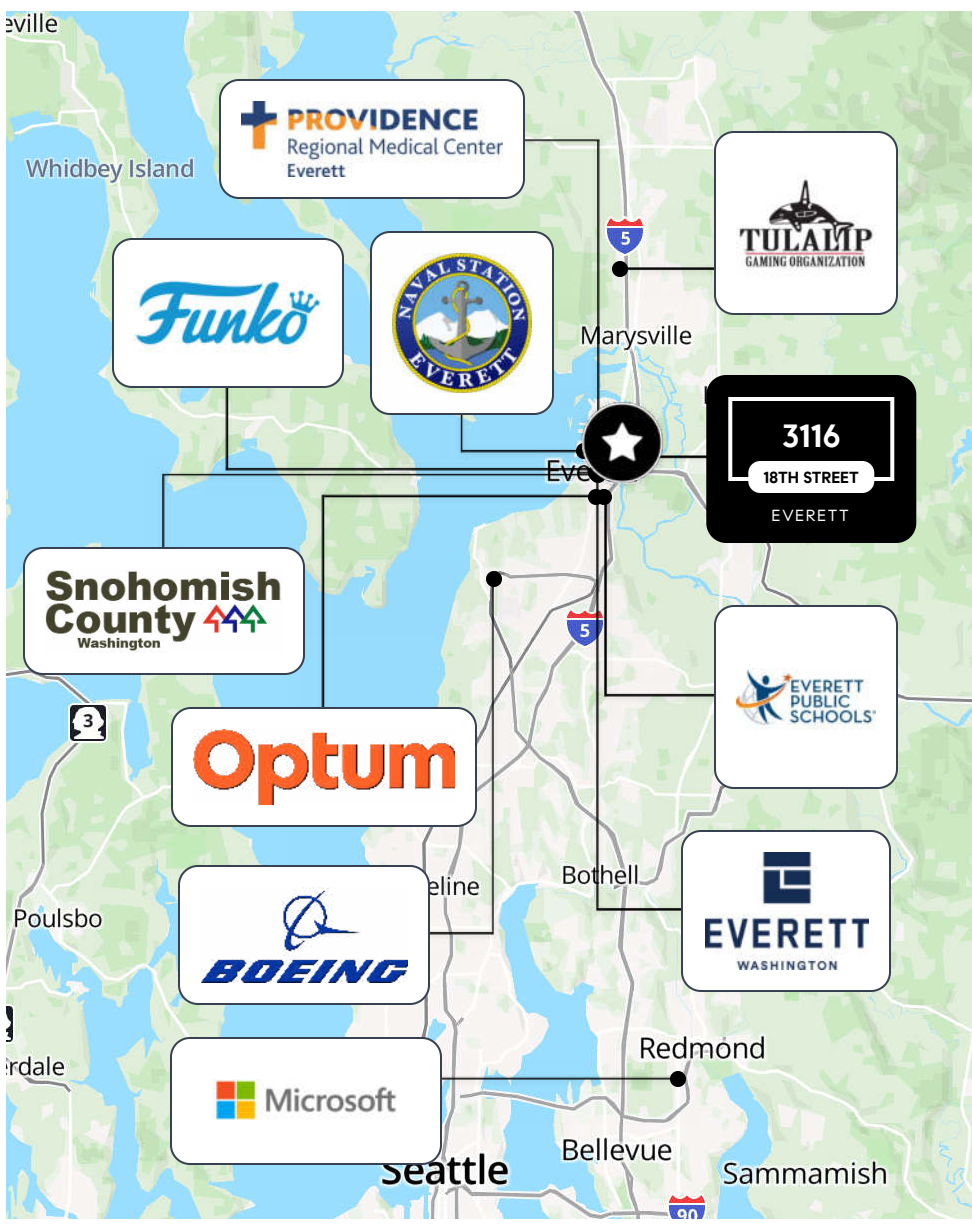 eville
PROVIDENCE
Regional Medical Center
Everett
Whidbey Island
TULALIP
GAMING ORGANIZATION
5
Funko
NAVAL STATION
EVERETT
Marysville
3116
18TH STREET
EVERETT
Eve
Snohomish
County
Washington
5
EVERETT
PUBLIC
SCHOOLS
3
Optum
Bothell
eline
Poulsbo
BOEING
EVERETT
WASHINGTON
Redmond
erdale
Microsoft
Bellevue
Seattle
Sammamish
90